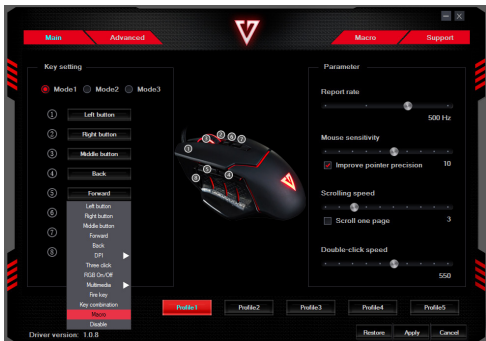 Main
Advanced
Macro
Support
Key setting
Mode1
Mode2
Mode3
1
Left button
2
Right button
3
Middle button
4
Back
5
Forward
6
7
8
Left button
Right button
Middle button
Forward
Back
DPI
Three click
RGB On/Off
Multimedia
Fire key
Key combination
Macro
Disable
Parameter
Report rate
500 Hz
Mouse sensitivity
Improve pointer precision
10
Scrolling speed
Scroll one page
3
Double-click speed
550
Profile1
Profile2
Profile3
Profile4
Profile5
Driver version: 1.0.8
Restore
Apply
Cancel